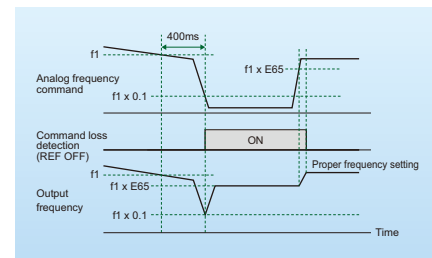 400ms
f1
f1 x E65
Analog frequency
command
f1 x 0.1
Command loss
detection
(REF OFF)
ON
Proper frequency setting
f1
f1 x E65
Output
frequency
f1 x 0.1
Time